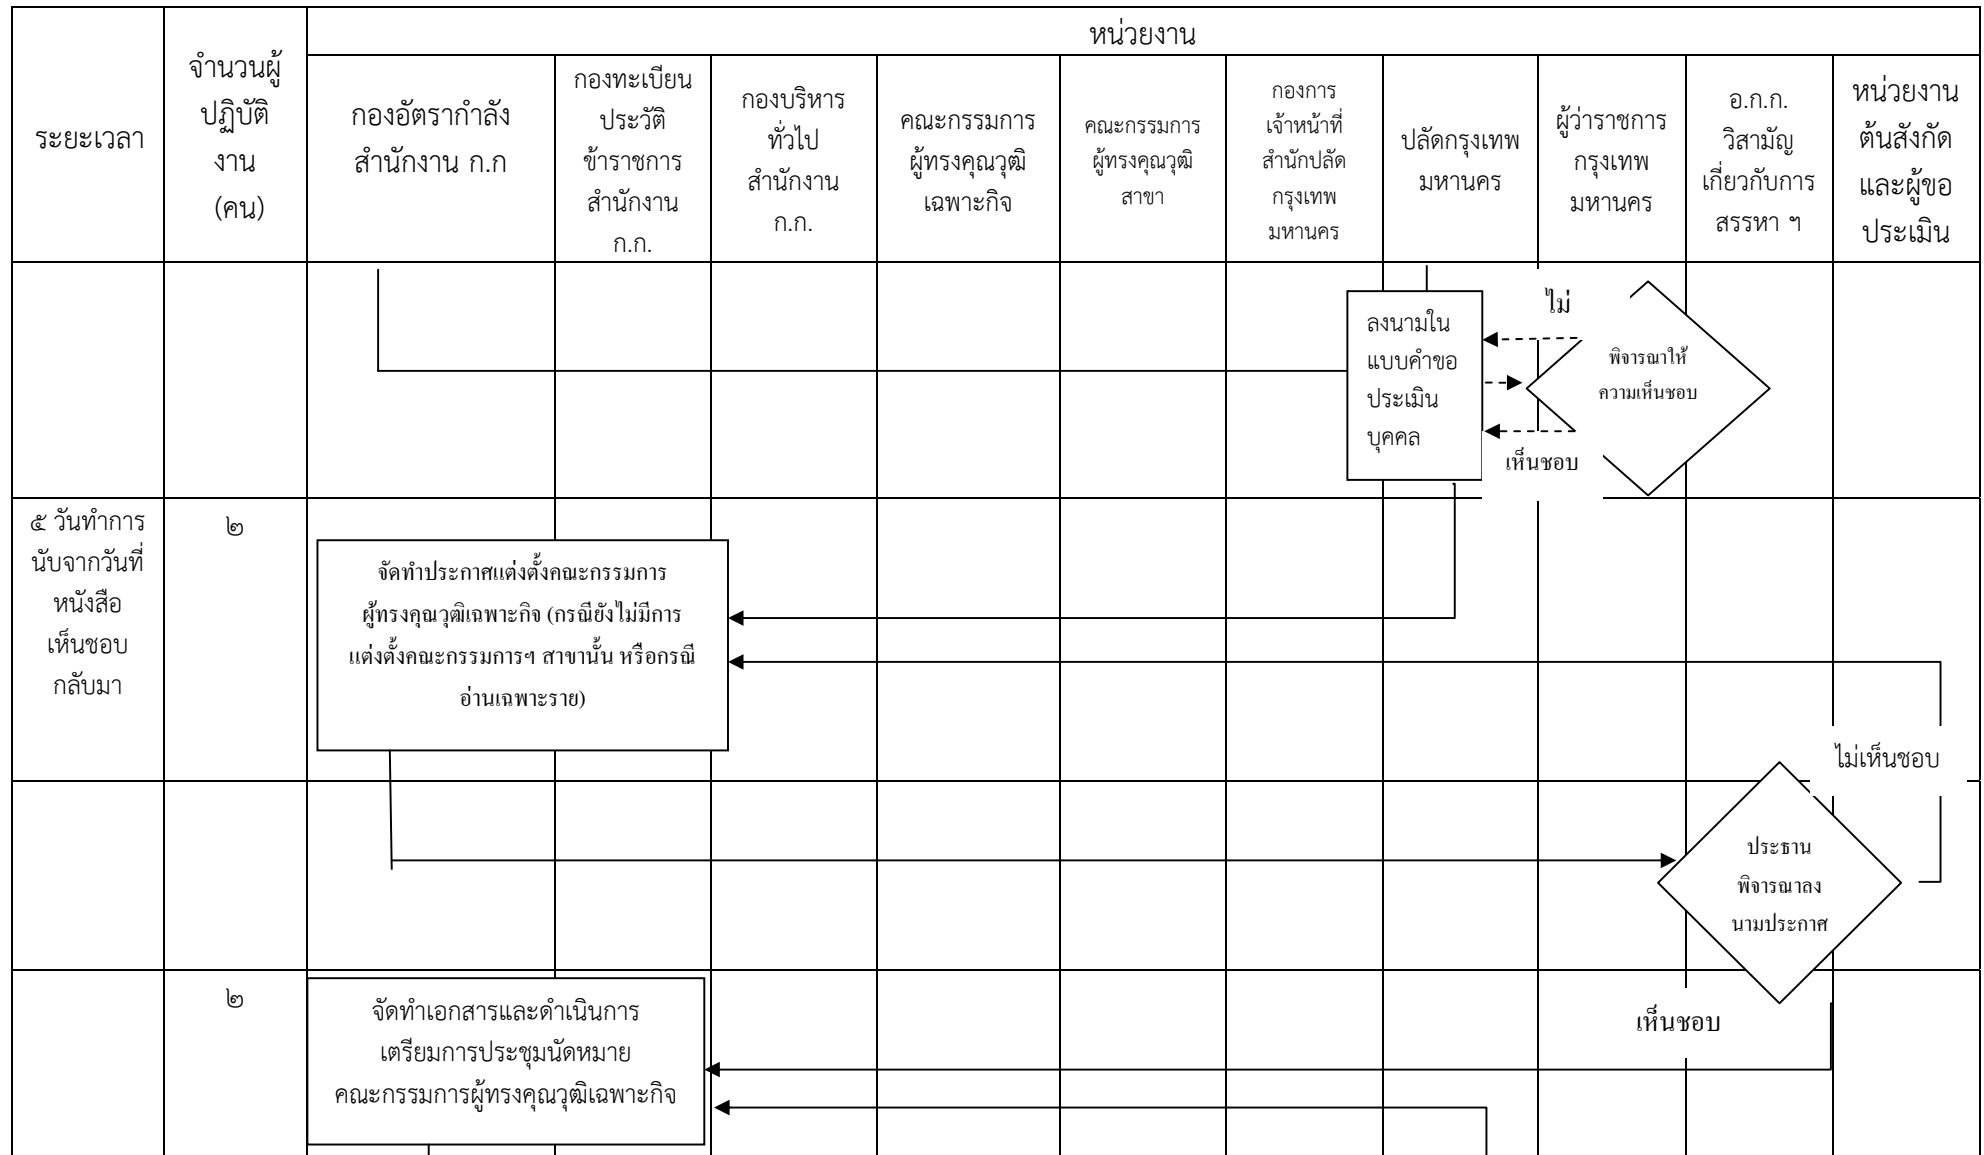 หน่วยงาน
ระยะเวลา
จำนวนผู้
ปฏิบัติ
งาน
(คน)
กองอัตรากำลัง
สำนักงาน ก.ก
กองทะเบียน
ประวัติ
ข้าราชการ
สำนักงาน
ก.ก.
กองบริหาร
ทั่วไป
สำนักงาน
ก.ก.
คณะกรรมการ
ผู้ทรงคุณวุฒิ
เฉพาะกิจ
คณะกรรมการ
ผู้ทรงคุณวุฒิ
สาขา
กองการ
เจ้าหน้าที่
สำนักปลัด
กรุงเทพ
มหานคร
ปลัดกรุงเทพ
มหานคร
ผู้ว่าราชการ
กรุงเทพ
มหานคร
อ.ก.ก.
วิสามัญ
เกี่ยวกับการ
สรรหา ฯ
หน่วยงาน
ต้นสังกัด
และผู้ขอ
ประเมิน
ลงนามใน
แบบคำขอ
ประเมิน
บุคคล
ไม่
พิจารณาให้
ความเห็นชอบ
เห็นชอบ
๕ วันทำการ
นับจากวันที่
หนังสือ
เห็นชอบ
กลับมา
๒
จัดทำประกาศแต่งตั้งคณะกรรมการ
ผู้ทรงคุณวุฒิเฉพาะกิจ (กรณียังไม่มีการ
แต่งตั้งคณะกรรมการฯ สาขานั้น หรือกรณี
อ่านเฉพาะราย)
ไม่เห็นชอบ
ประธาน
พิจารณาลง
นามประกาศ
๒
จัดทำเอกสารและดำเนินการ
เตรียมการประชุมนัดหมาย
คณะกรรมการผู้ทรงคุณวุฒิเฉพาะกิจ
เห็นชอบ